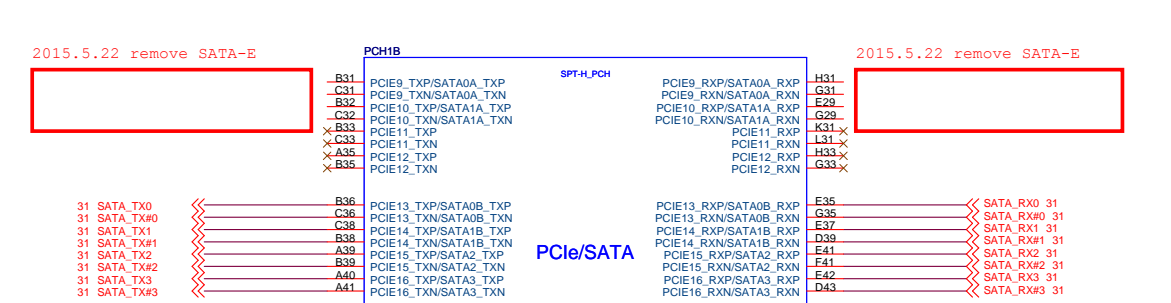 2015.5.22 remove SATA-E PCH1B 2015.5.22 remove SATA-E
SPT-H_PCH
B31 PCIE9_TXP/SATA0A_TXP PCIE9_RXP/SATA0A_RXP H31
C31 PCIE9_TXN/SATA0A_TXN PCIE9_RXN/SATA0A_RXN G31
B32 PCIE10_TXP/SATA1A_TXP PCIE10_RXP/SATA1A_RXP E29
C32 PCIE10_TXN/SATA1A_TXN PCIE10_RXN/SATA1A_RXN G29
B33 PCIE11_TXP PCIE11_RXP K31
C33 PCIE11_TXN PCIE11_RXN L31
A35 PCIE12_TXP PCIE12_RXP H33
B35 PCIE12_TXN PCIE12_RXN G33
31 SATA_TX0 B36 PCIE13_TXP/SATA0B_TXP PCIE13_RXP/SATA0B_RXP E35 SATA_RX0 31
31 SATA_TX#0 C36 PCIE13_TXN/SATA0B_TXN PCIE13_RXN/SATA0B_RXN G35 SATA_RX#0 31
31 SATA_TX1 C38 PCIE14_TXP/SATA1B_TXP PCIE14_RXP/SATA1B_RXP E37 SATA_RX1 31
31 SATA_TX#1 B38 PCIE14_TXN/SATA1B_TXN PCIE14_RXN/SATA1B_RXN D39 SATA_RX#1 31
PCIe/SATA
31 SATA_TX2 A39 PCIE15_TXP/SATA2_TXP PCIE15_RXP/SATA2_RXP E41 SATA_RX2 31
31 SATA_TX#2 B39 PCIE15_TXN/SATA2_TXN PCIE15_RXN/SATA2_RXN F41 SATA_RX#2 31
31 SATA_TX3 A40 PCIE16_TXP/SATA3_TXP PCIE16_RXP/SATA3_RXP E42 SATA_RX3 31
31 SATA_TX#3 A41 PCIE16_TXN/SATA3_TXN PCIE16_RXN/SATA3_RXN D43 SATA_RX#3 31